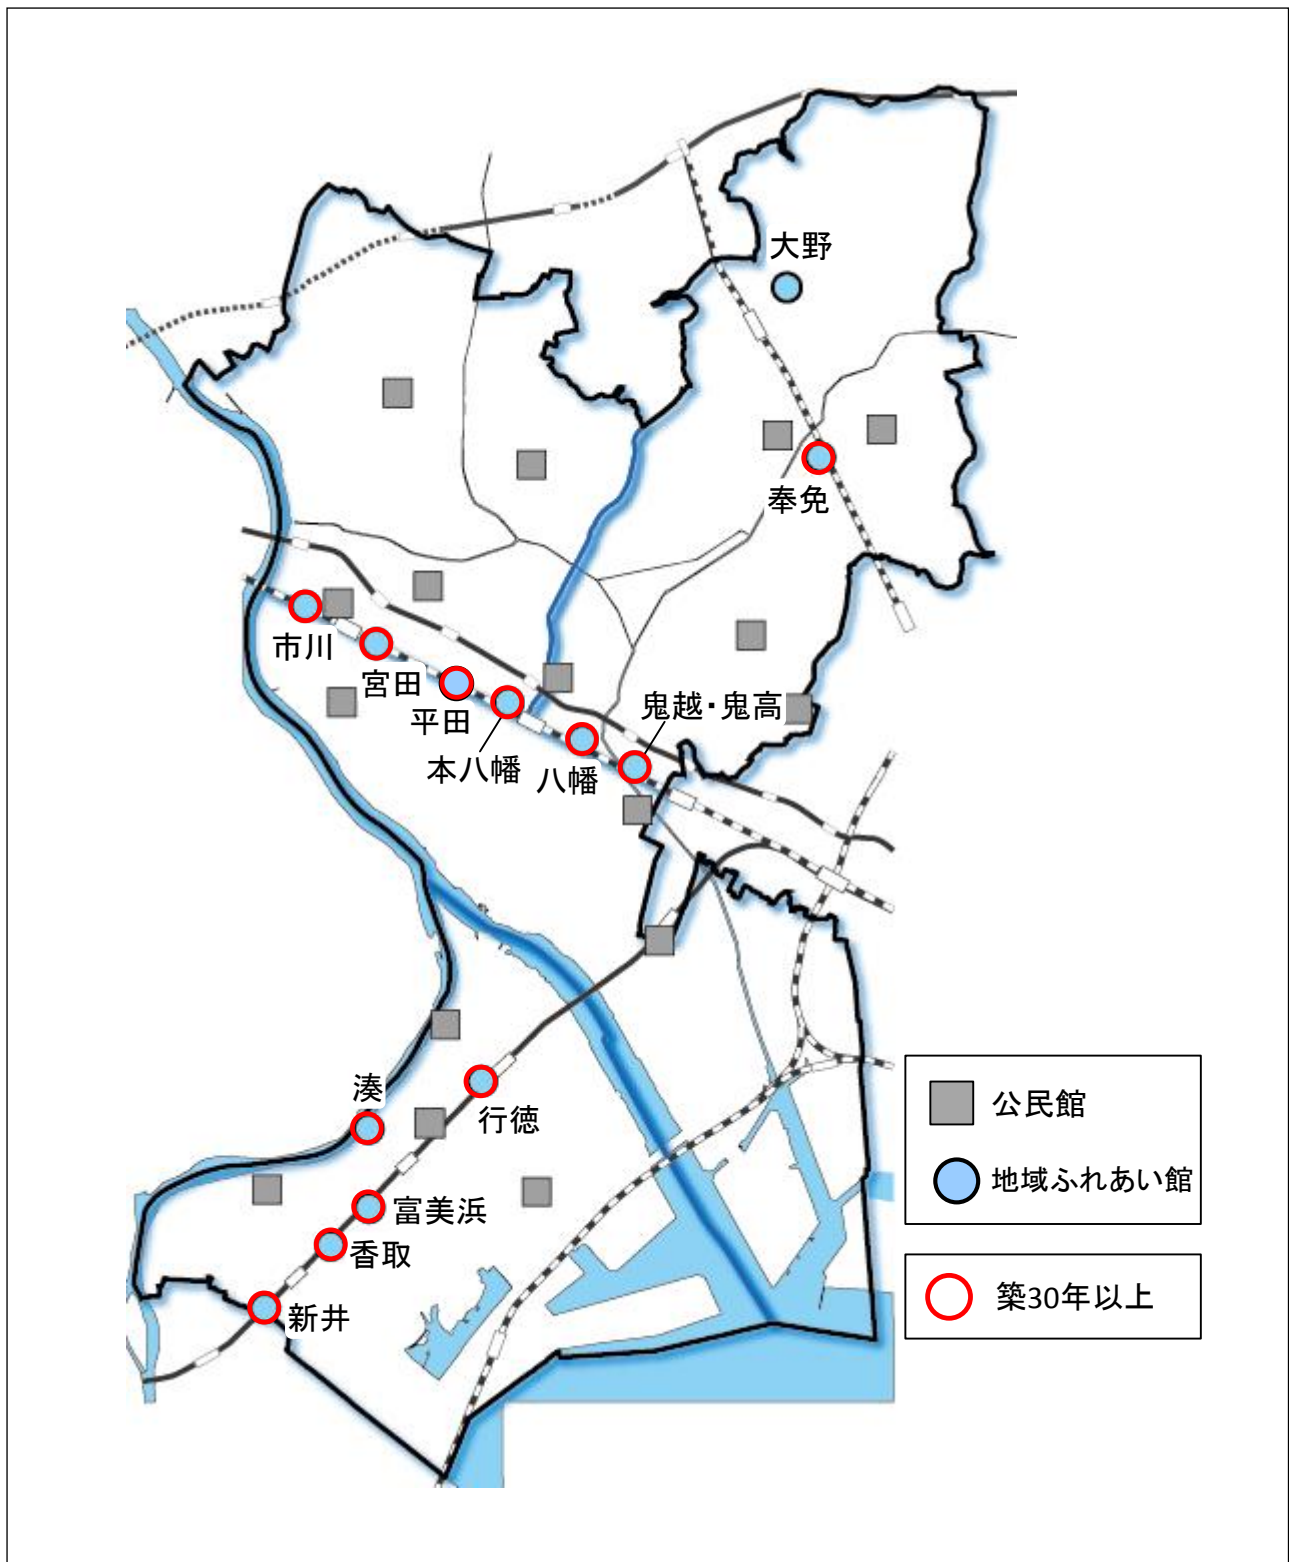 大野
奉免
市川
宮田
平田
本八幡
八幡
鬼越・鬼高
湊
行徳
富美浜
香取
新井
公民館
地域ふれあい館
築30年以上